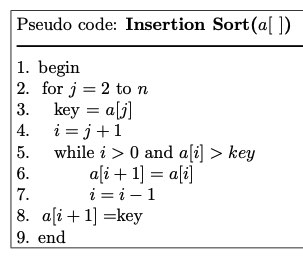 Pseudo code: Insertion Sort(a[ ])
1. begin
2. for j = 2 to n
3. key = a[j]
4. i = j + 1
5. while i > 0 and a[i] > key
6. a[i + 1] = a[i]
7. i = i − 1
8. a[i + 1] =key
9. end